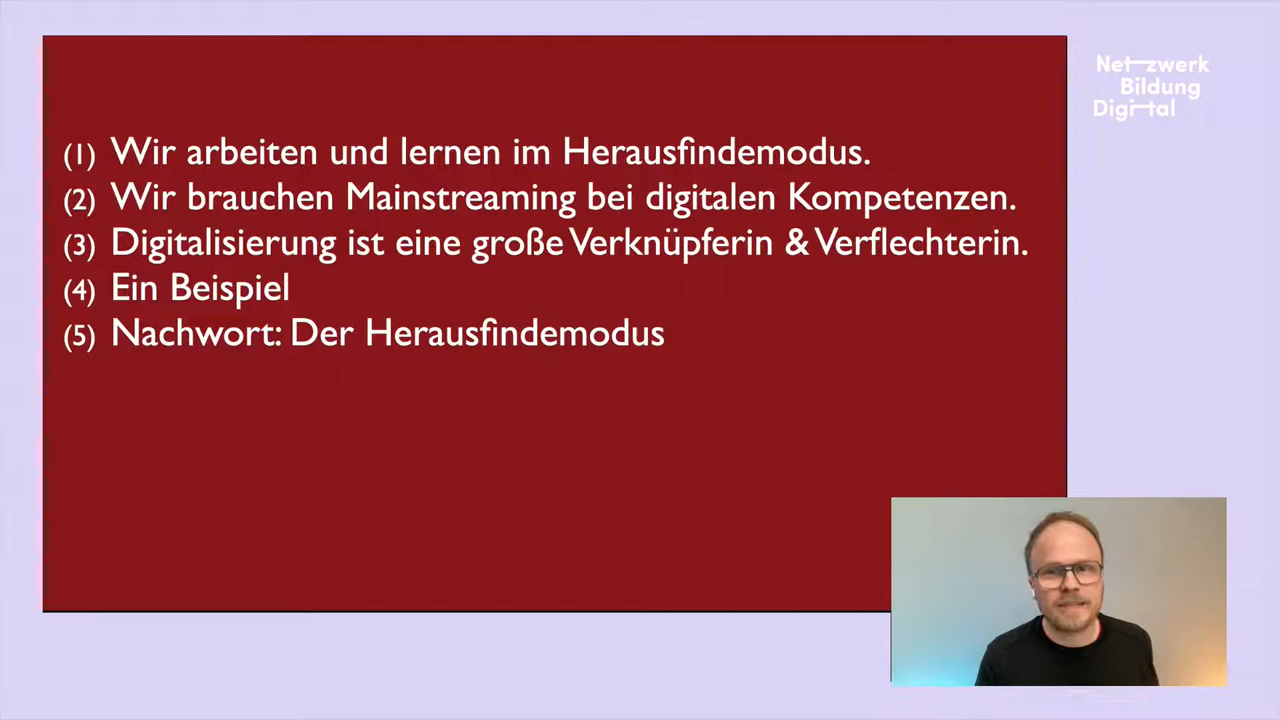 (1) Wir arbeiten und lernen im Herausfindemodus.
(2) Wir brauchen Mainstreaming bei digitalen Kompetenzen.
(3) Digitalisierung ist eine große Verknüpferin & Verflechterin.
(4) Ein Beispiel
(5) Nachwort: Der Herausfindemodus
Netzwerk
Bildung
Digital